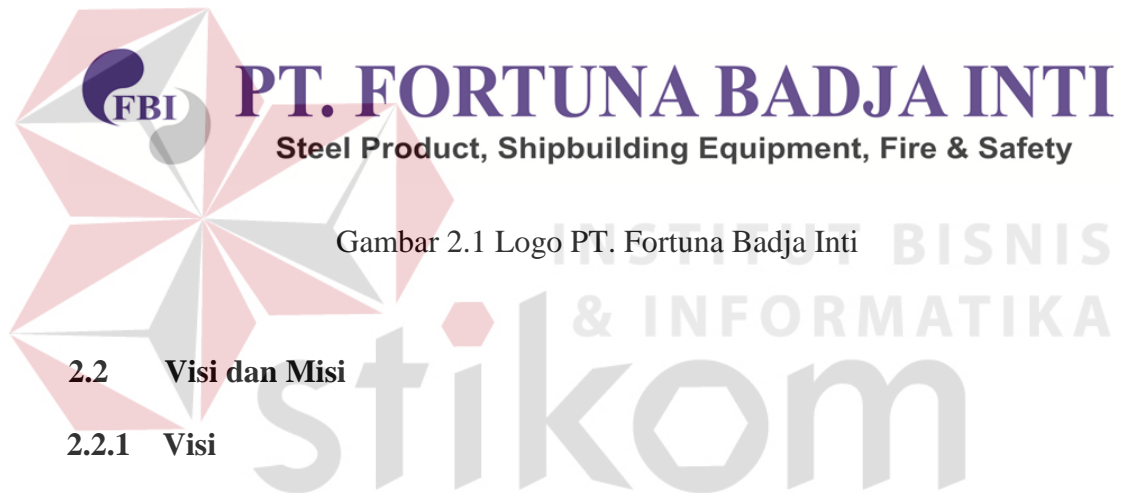 FBI
PT. FORTUNA BADJA INTI
Steel Product, Shipbuilding Equipment, Fire & Safety
Gambar 2.1 Logo PT. Fortuna Badja Inti
INSTITUT BISNIS
& INFORMATIKA
stikom
2.2 Visi dan Misi
2.2.1 Visi